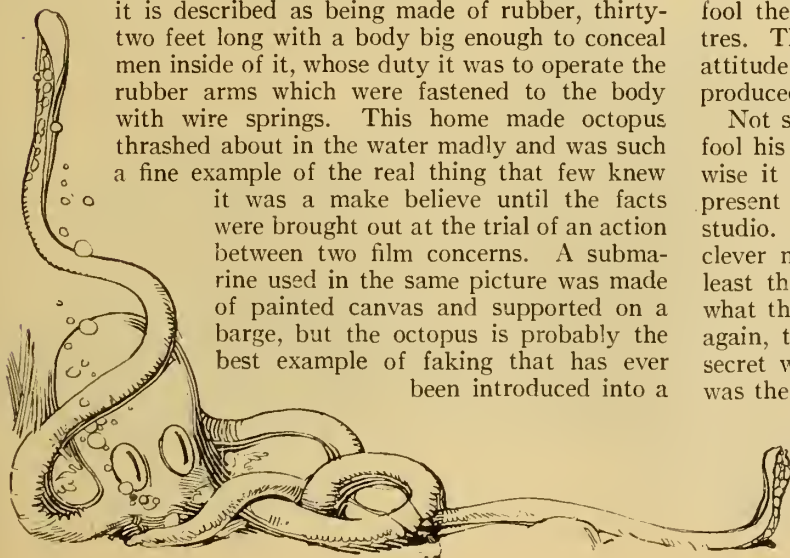 it is described as being made of rubber, thirty-
two feet long with a body big enough to conceal
men inside of it, whose duty it was to operate the
rubber arms which were fastened to the body
with wire springs. This home made octopus
thrashed about in the water madly and was such
a fine example of the real thing that few knew
it was a make believe until the facts
were brought out at the trial of an action
between two film concerns. A subma-
rine used in the same picture was made
of painted canvas and supported on a
barge, but the octopus is probably the
best example of faking that has ever
been introduced into a
fool the
tres.
attitude
produced
Not s
fool his
wise it
present
studio.
clever
least th
what th
again, t
secret
was the